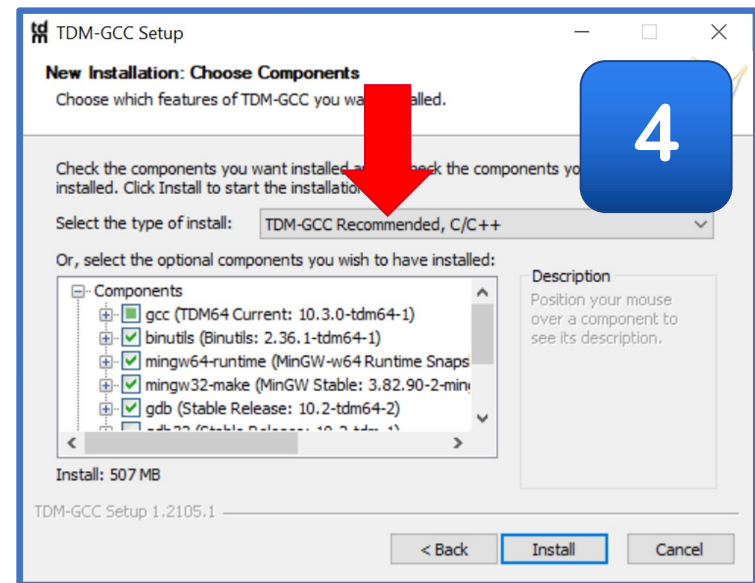 TDM-GCC Setup
New Installation: Choose Components
Choose which features of TDM-GCC you wa alled.
4
Check the components you want installed a eck the components yo
installed. Click Install to start the installatio
Select the type of install: TDM-GCC Recommended, C/C++
Or, select the optional components you wish to have installed:
Components
gcc (TDM64 Current: 10.3.0-tdm64-1)
binutils (Binutils: 2.36.1-tdm64-1)
mingw64-runtime (MinGW-w64 Runtime Snaps
mingw32-make (MinGW Stable: 3.82.90-2-min
gdb (Stable Release: 10.2-tdm64-2)
Description
Position your mouse
over a component to
see its description.
Install: 507 MB
TDM-GCC Setup 1.2105.1
< Back Install Cancel